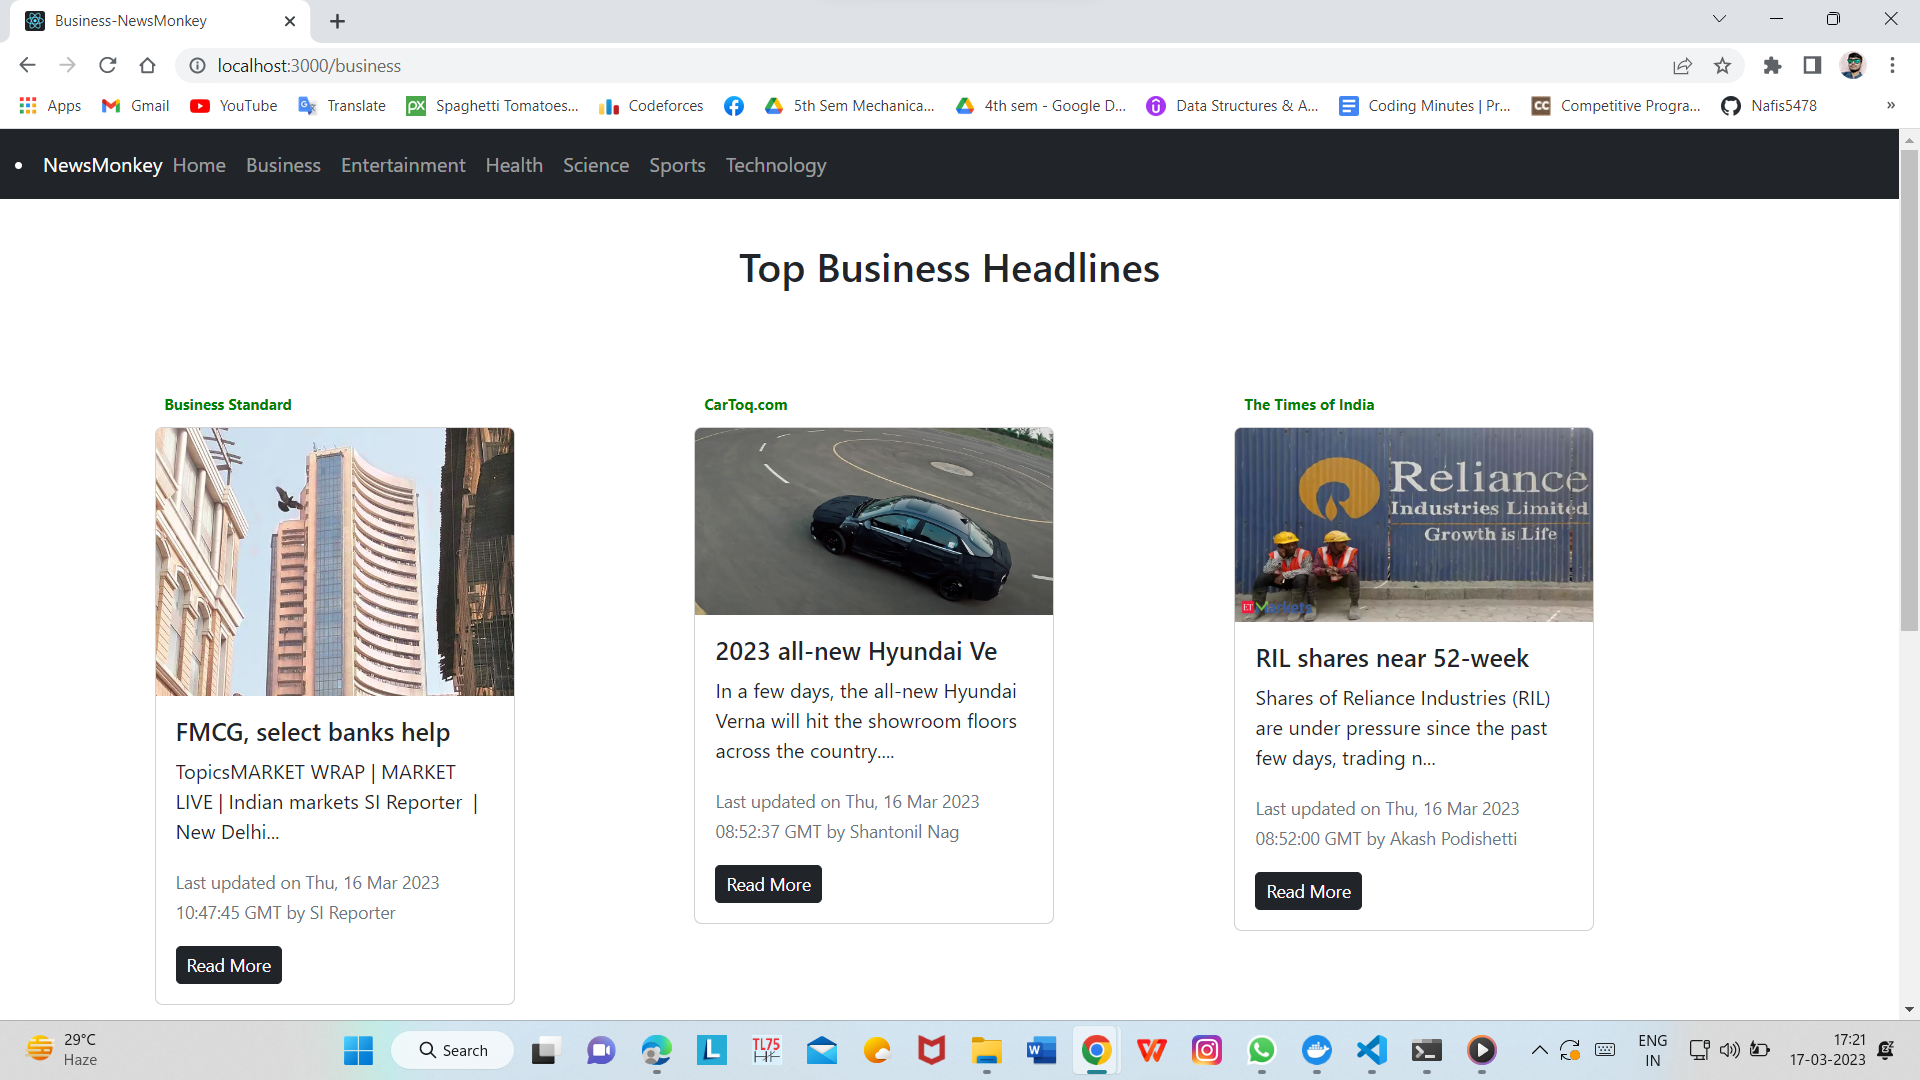 Business-NewsMonkey
localhost:3000/business
Apps
Gmail
YouTube
Translate
px
Spaghetti Tomatoes...
Codeforces
5th Sem Mechanica...
4th sem - Google D...
Data Structures & A...
Coding Minutes | Pr...
CC
Competitive Progra...
Nafis5478
»
NewsMonkey Home Business Entertainment Health Science Sports Technology
Top Business Headlines
Business Standard
FMCG, select banks help
TopicsMARKET WRAP | MARKET
LIVE | Indian markets SI Reporter |
New Delhi...
Last updated on Thu, 16 Mar 2023
10:47:45 GMT by SI Reporter
Read More
CarToq.com
2023 all-new Hyundai Ve
In a few days, the all-new Hyundai
Verna will hit the showroom floors
across the country....
Last updated on Thu, 16 Mar 2023
08:52:37 GMT by Shantonil Nag
Read More
The Times of India
Reliance
Industries Limited
Growth is Life
ET Markets
RIL shares near 52-week
Shares of Reliance Industries (RIL)
are under pressure since the past
few days, trading n...
Last updated on Thu, 16 Mar 2023
08:52:00 GMT by Akash Podishetti
Read More
29°C
Haze
Search
L
TL75
W
ENG
IN
17:21
17-03-2023